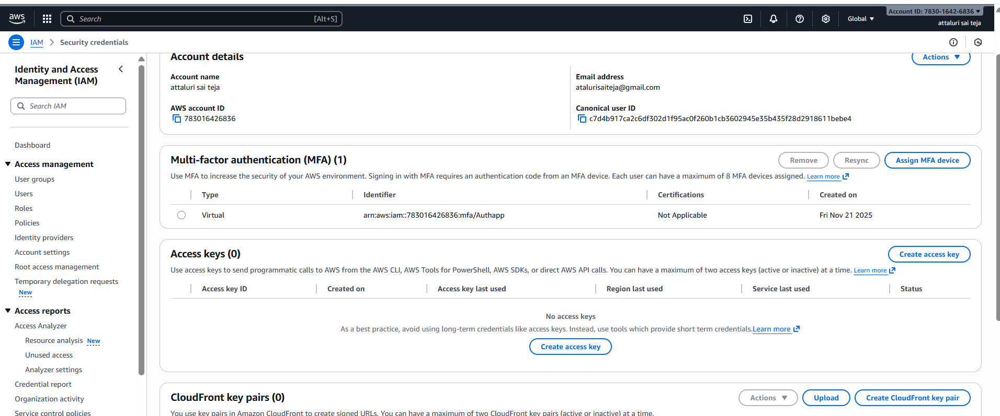 aws
Search [Alt+S]
Global
Account ID: 7830-1642-6836
attaluri sai teja
IAM
Security credentials
Identity and Access Management (IAM)
Search IAM
Dashboard
Access management
User groups
Users
Roles
Policies
Identity providers
Account settings
Root access management
Temporary delegation requests
New
Access reports
Access Analyzer
Resource analysis New
Unused access
Analyzer settings
Credential report
Organization activity
Service control policies
Account details
Actions
Account name
attaluri sai teja
AWS account ID
783016426836
Email address
atalurisaiteja@gmail.com
Canonical user ID
c7d4b917ca2c6df302d1f95ac0f260b1cb3602945e35b435f28d2918611bebe4
Multi-factor authentication (MFA) (1)
Remove
Resync
Assign MFA device
Use MFA to increase the security of your AWS environment. Signing in with MFA requires an authentication code from an MFA device. Each user can have a maximum of 8 MFA devices assigned. Learn more
Type Identifier Certifications Created on
Virtual arn:aws:iam::783016426836:mfa/Authapp Not Applicable Fri Nov 21 2025
Access keys (0)
Create access key
Use access keys to send programmatic calls to AWS from the AWS CLI, AWS Tools for PowerShell, AWS SDKs, or direct AWS API calls. You can have a maximum of two access keys (active or inactive) at a time. Learn more
Access key ID Created on Access key last used Region last used Service last used Status
No access keys
As a best practice, avoid using long-term credentials like access keys. Instead, use tools which provide short term credentials.Learn more
Create access key
CloudFront key pairs (0)
Actions
Upload
Create CloudFront key pair
You use key pairs in Amazon CloudFront to create signed URLs. You can have a maximum of two CloudFront key pairs (active or inactive) at a time.